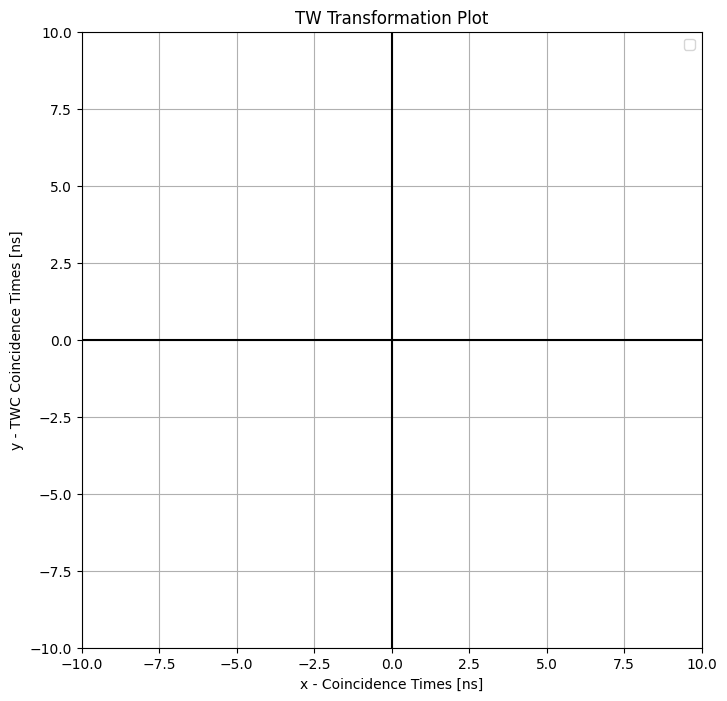 TW Transformation Plot
10.0
7.5
5.0
2.5
0.0
−2.5
−5.0
−7.5
−10.0
y - TWC Coincidence Times [ns]
−10.0 −7.5 −5.0 −2.5 0.0 2.5 5.0 7.5 10.0
x - Coincidence Times [ns]